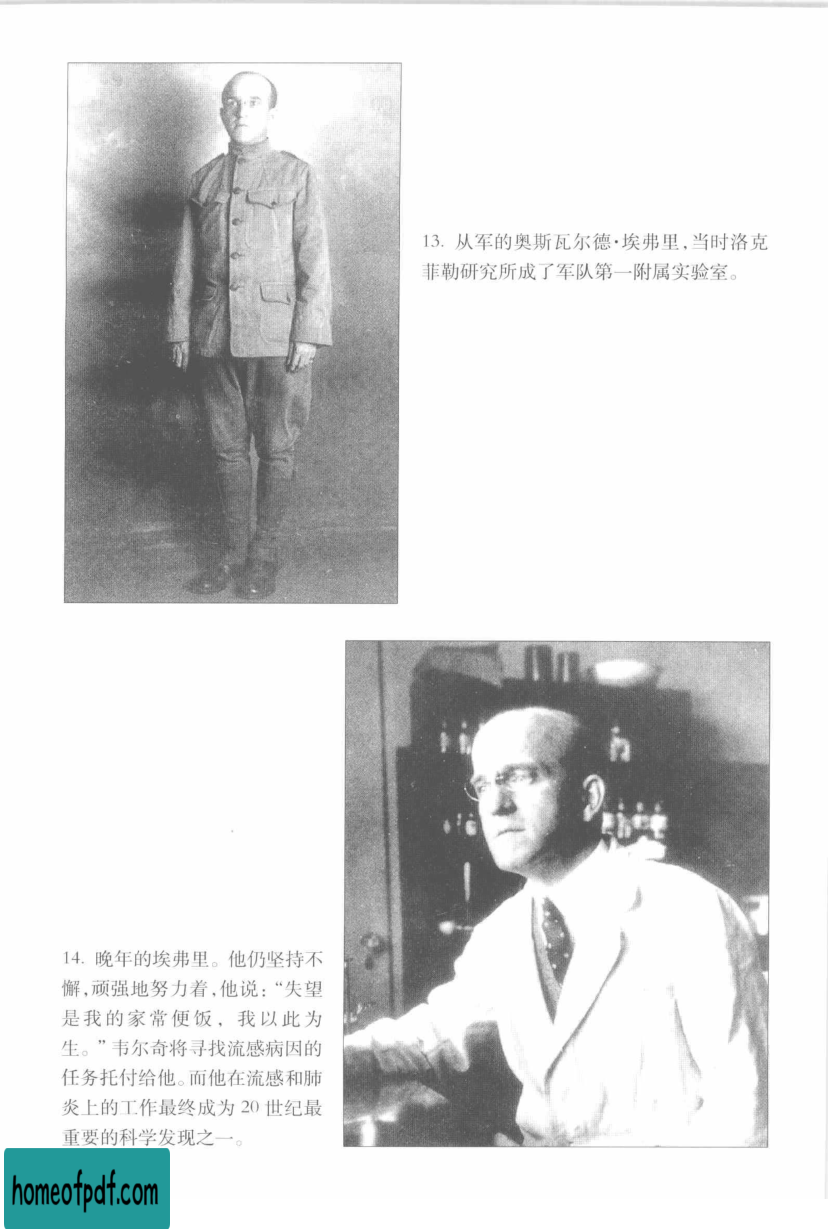 13. 从军的奥斯瓦尔德·埃弗里,当时洛克
菲勒研究所成了军队第一附属实验室。
14. 晚年的埃弗里。他仍坚持不
懈,顽强地努力着,他说:“失望
是我的家常便饭，我以此为
生。”韦尔奇将寻找流感病因的
任务托付给他。而他在流感和肺
炎上的工作最终成为20世纪最
重要的科学发现之一。
homeofpdf.com